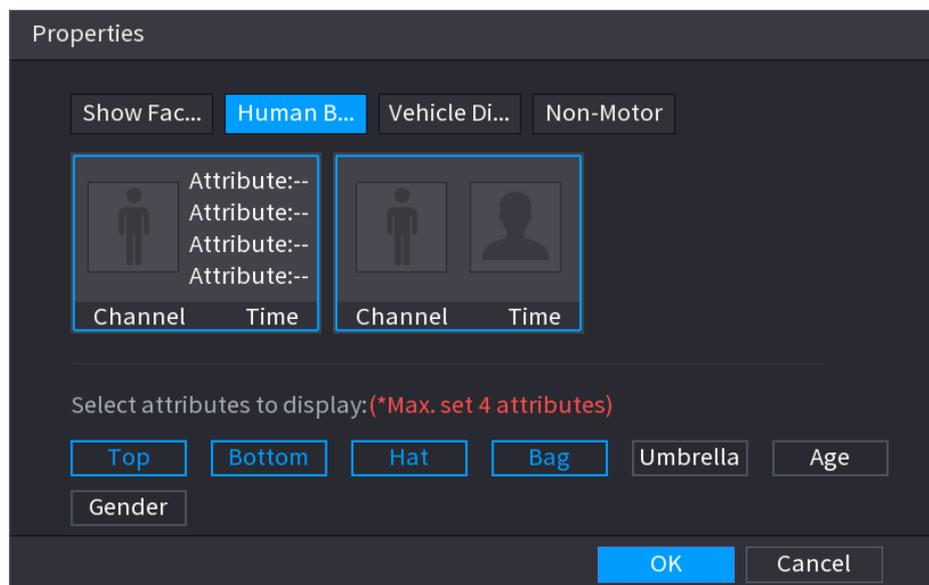 Properties
Show Fac... Human B... Vehicle Di... Non-Motor
Attribute:--
Attribute:--
Attribute:--
Attribute:--
Channel Time Channel Time
Select attributes to display:(*Max. set 4 attributes)
Top Bottom Hat Bag Umbrella Age
Gender
OK Cancel